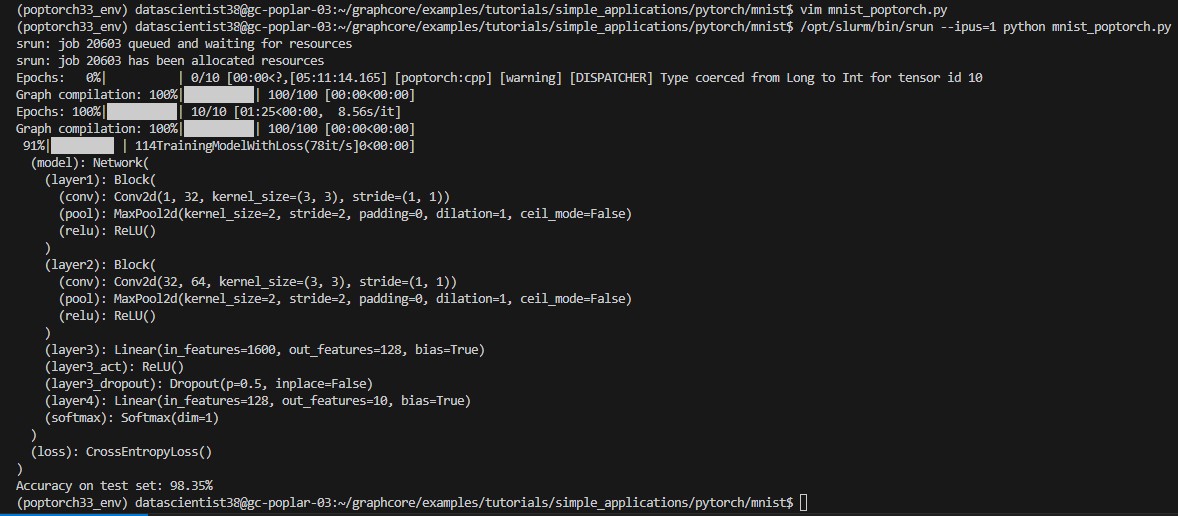 (poptorch33_env) datascientist38@gc-poplar-03:~/graphcore/examples/tutorials/simple_applications/pytorch/mnist$ vim mnist_poptorch.py
(poptorch33_env) datascientist38@gc-poplar-03:~/graphcore/examples/tutorials/simple_applications/pytorch/mnist$ /opt/slurm/bin/srun --ipus=1 python mnist_poptorch.py
srun: job 20603 queued and waiting for resources
srun: job 20603 has been allocated resources
Epochs:   0%|          | 0/10 [00:00<?,[05:11:14.165] [poptorch:cpp] [warning] [DISPATCHER] Type coerced from Long to Int for tensor id 10
Graph compilation: 100%|██████████| 100/100 [00:00<00:00]
Epochs: 100%|██████████| 10/10 [01:25<00:00,  8.56s/it]
Graph compilation: 100%|██████████| 100/100 [00:00<00:00]
 91%|█████████ | 114TrainingModelWithLoss(78it/s]0<00:00]
  (model): Network(
    (layer1): Block(
      (conv): Conv2d(1, 32, kernel_size=(3, 3), stride=(1, 1))
      (pool): MaxPool2d(kernel_size=2, stride=2, padding=0, dilation=1, ceil_mode=False)
      (relu): ReLU()
    )
    (layer2): Block(
      (conv): Conv2d(32, 64, kernel_size=(3, 3), stride=(1, 1))
      (pool): MaxPool2d(kernel_size=2, stride=2, padding=0, dilation=1, ceil_mode=False)
      (relu): ReLU()
    )
    (layer3): Linear(in_features=1600, out_features=128, bias=True)
    (layer3_act): ReLU()
    (layer3_dropout): Dropout(p=0.5, inplace=False)
    (layer4): Linear(in_features=128, out_features=10, bias=True)
    (softmax): Softmax(dim=1)
  )
  (loss): CrossEntropyLoss()
)
Accuracy on test set: 98.35%
(poptorch33_env) datascientist38@gc-poplar-03:~/graphcore/examples/tutorials/simple_applications/pytorch/mnist$